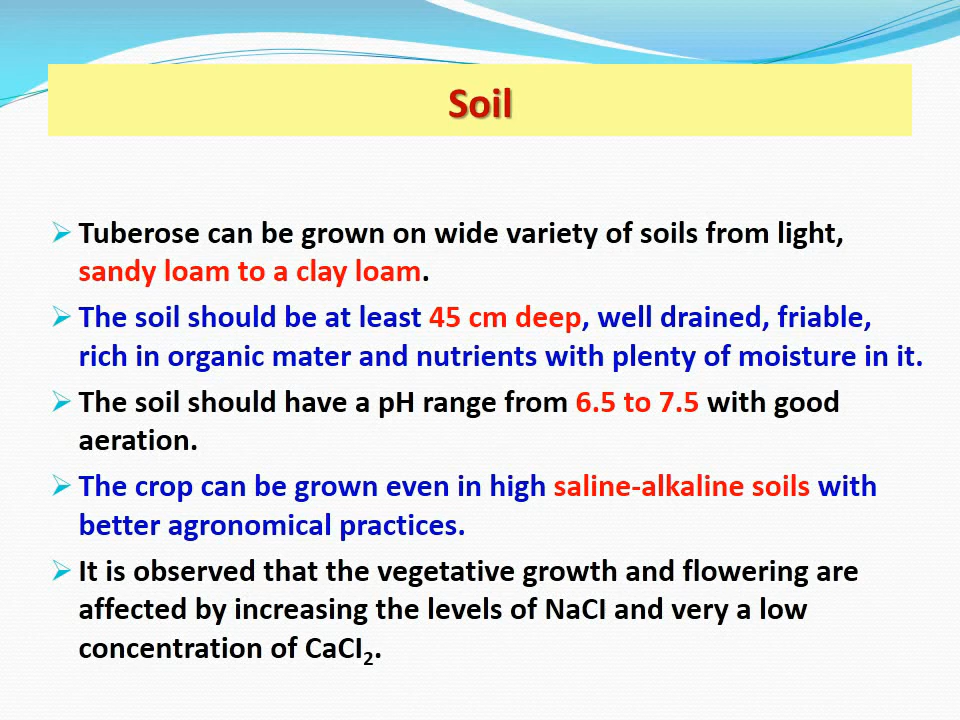 Soil
➢ Tuberose can be grown on wide variety of soils from light,
sandy loam to a clay loam.
➢ The soil should be at least 45 cm deep, well drained, friable,
rich in organic mater and nutrients with plenty of moisture in it.
➢ The soil should have a pH range from 6.5 to 7.5 with good
aeration.
➢ The crop can be grown even in high saline-alkaline soils with
better agronomical practices.
➢ It is observed that the vegetative growth and flowering are
affected by increasing the levels of NaCI and very a low
concentration of CaCI₂.